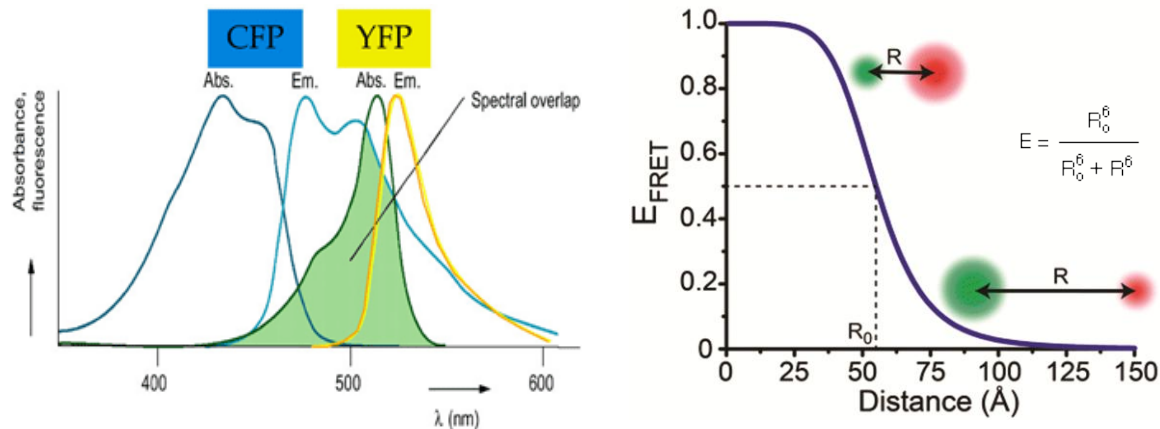 CFP
YFP
Abs.
Em.
Abs.
Em.
Spectral overlap
Absorbance,
fluorescence
400
500
600
λ (nm)
1.0
0.8
0.6
0.4
0.2
0
E_FRET
R
E = R₀⁶ / (R₀⁶ + R⁶)
R
R₀
0
25
50
75
100
125
150
Distance (Å)